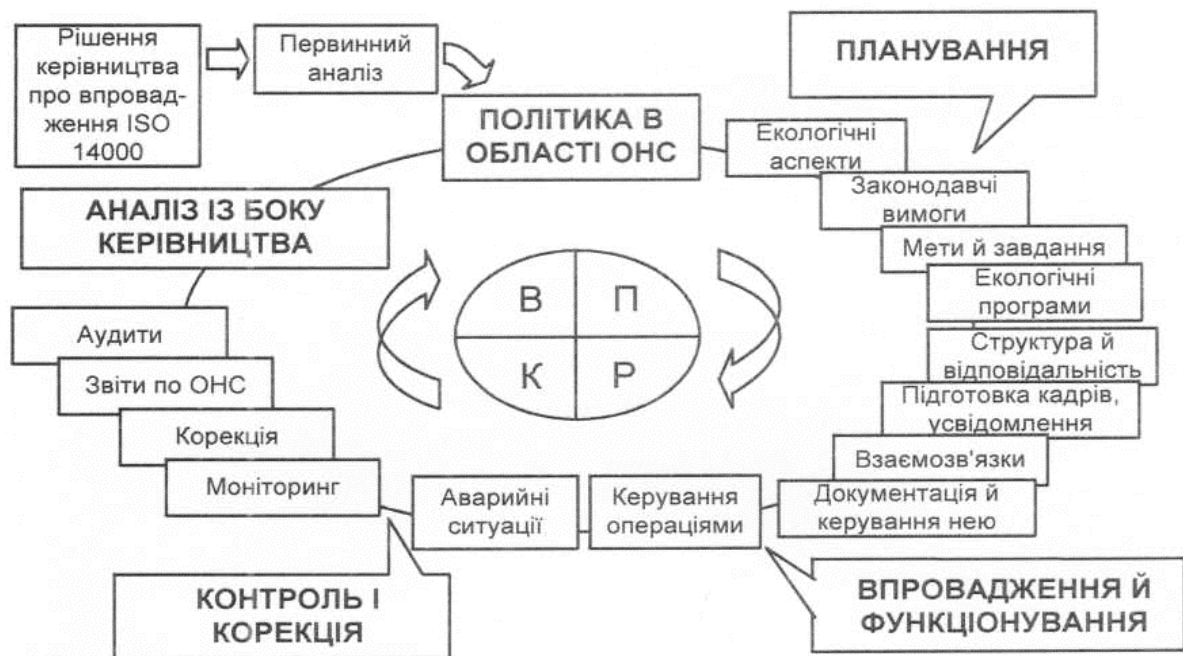 Рішення
керівництва
про впровад-
ження ISO
14000
Первинний
аналіз
ПОЛІТИКА В
ОБЛАСТІ ОНС
ПЛАНУВАННЯ
Екологічні
аспекти
Законодавчі
вимоги
Мети й завдання
Екологічні
програми
Структура й
відповідальність
Підготовка кадрів,
усвідомлення
Взаємозв'язки
Документація й
керування нею
ВПРОВАДЖЕННЯ Й
ФУНКЦІОНУВАННЯ
Керування
операціями
Аварийні
ситуації
КОНТРОЛЬ І
КОРЕКЦІЯ
Моніторинг
Корекція
Звіти по ОНС
Аудити
АНАЛІЗ ІЗ БОКУ
КЕРІВНИЦТВА
В П
К Р